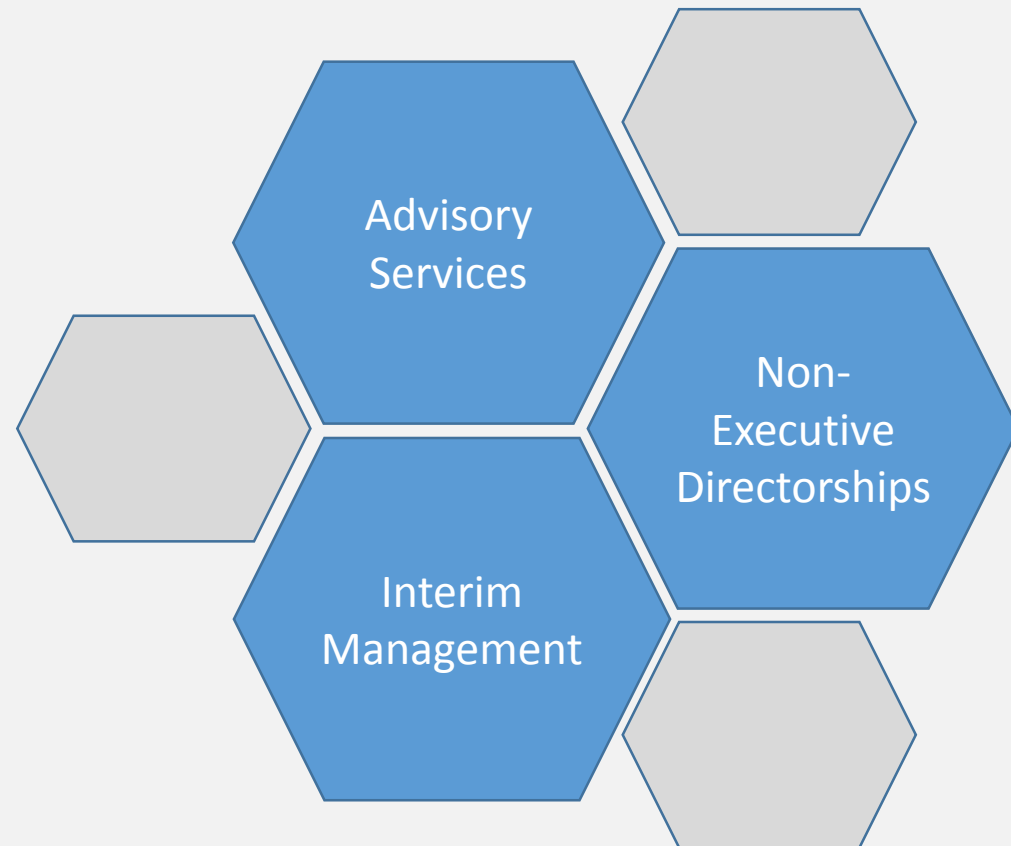 Advisory
Services
Non-
Executive
Directorships
Interim
Management